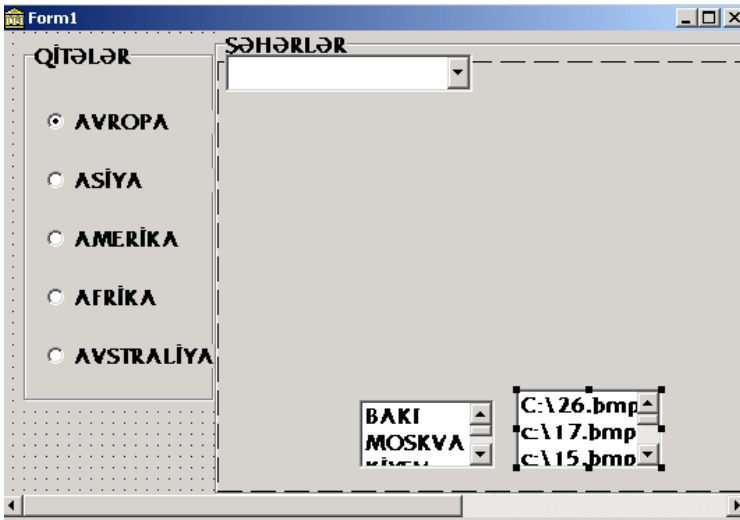 Form1
QİTƏLƏR
ŞƏHƏRLƏR
AVROPA
ASİYA
AMERİKA
AFRİKA
AVSTRALİYA
BAKI
MOSKVA
C:\26.bmp
c:\17.bmp
c:\15.bmp